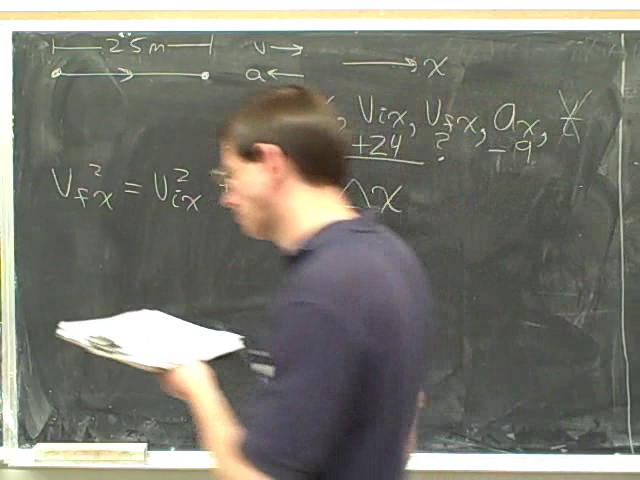 25m v
a x
, Vix, Vfx, ax, t
+24 ? -9
Vfx² = Vix² Δx